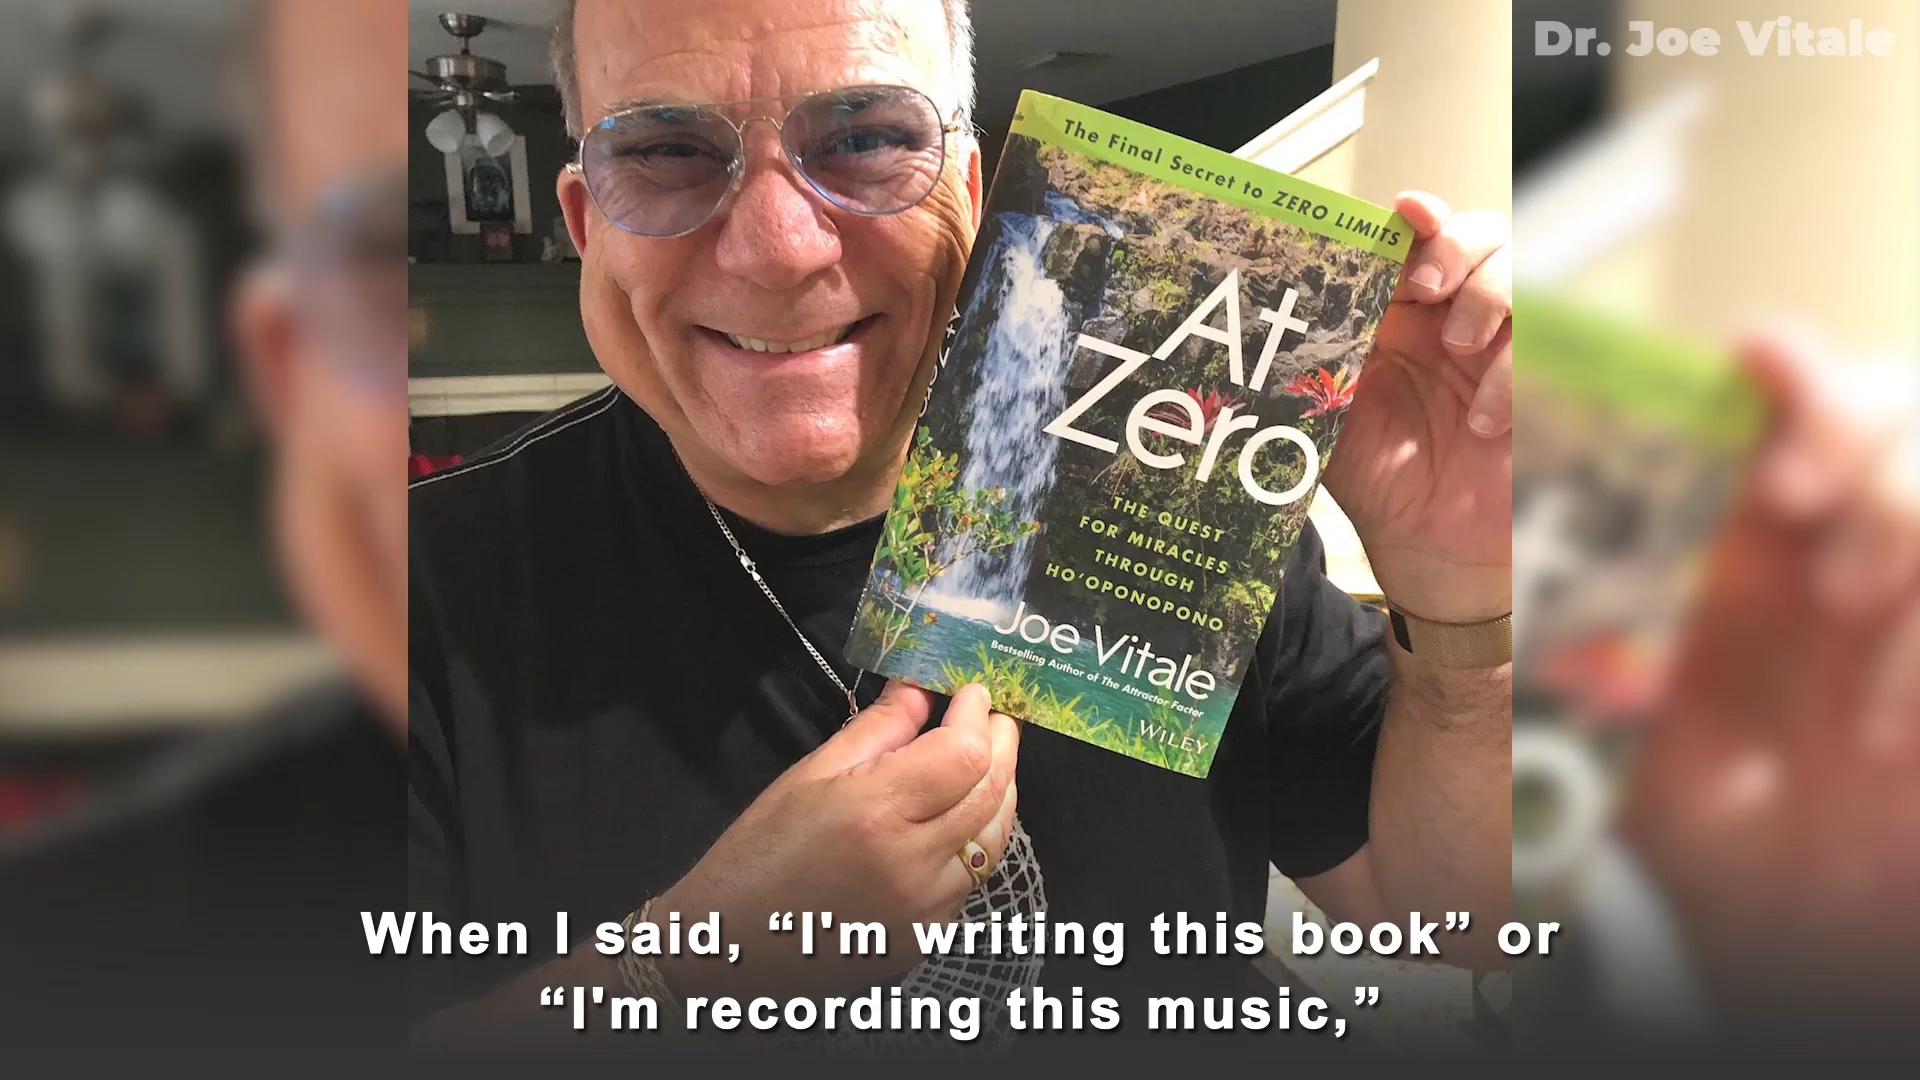 Dr. Joe Vitale
The Final Secret to ZERO LIMITS
At
Zero
THE QUEST
FOR MIRACLES
THROUGH
HO'OPONOPONO
Joe Vitale
Bestselling Author of The Attractor Factor
WILEY
When I said, “I'm writing this book” or
“I'm recording this music,”